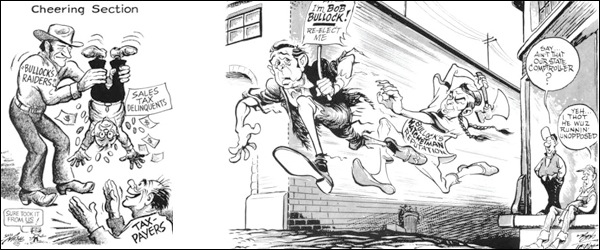 Cheering Section
BULLOCK'S
RAIDERS
SALES
TAX
DELINQUENTS
SURE TOOK IT
FROM US!
TAX-
PAYERS
I'm BOB
BULLOCK!
RE-ELECT
ME
SAY,
AIN'T THAT
OUR STATE
COMPTROLLER
?
YEH,
I THOT
HE WUZ
RUNNIN'
UNOPPOSED